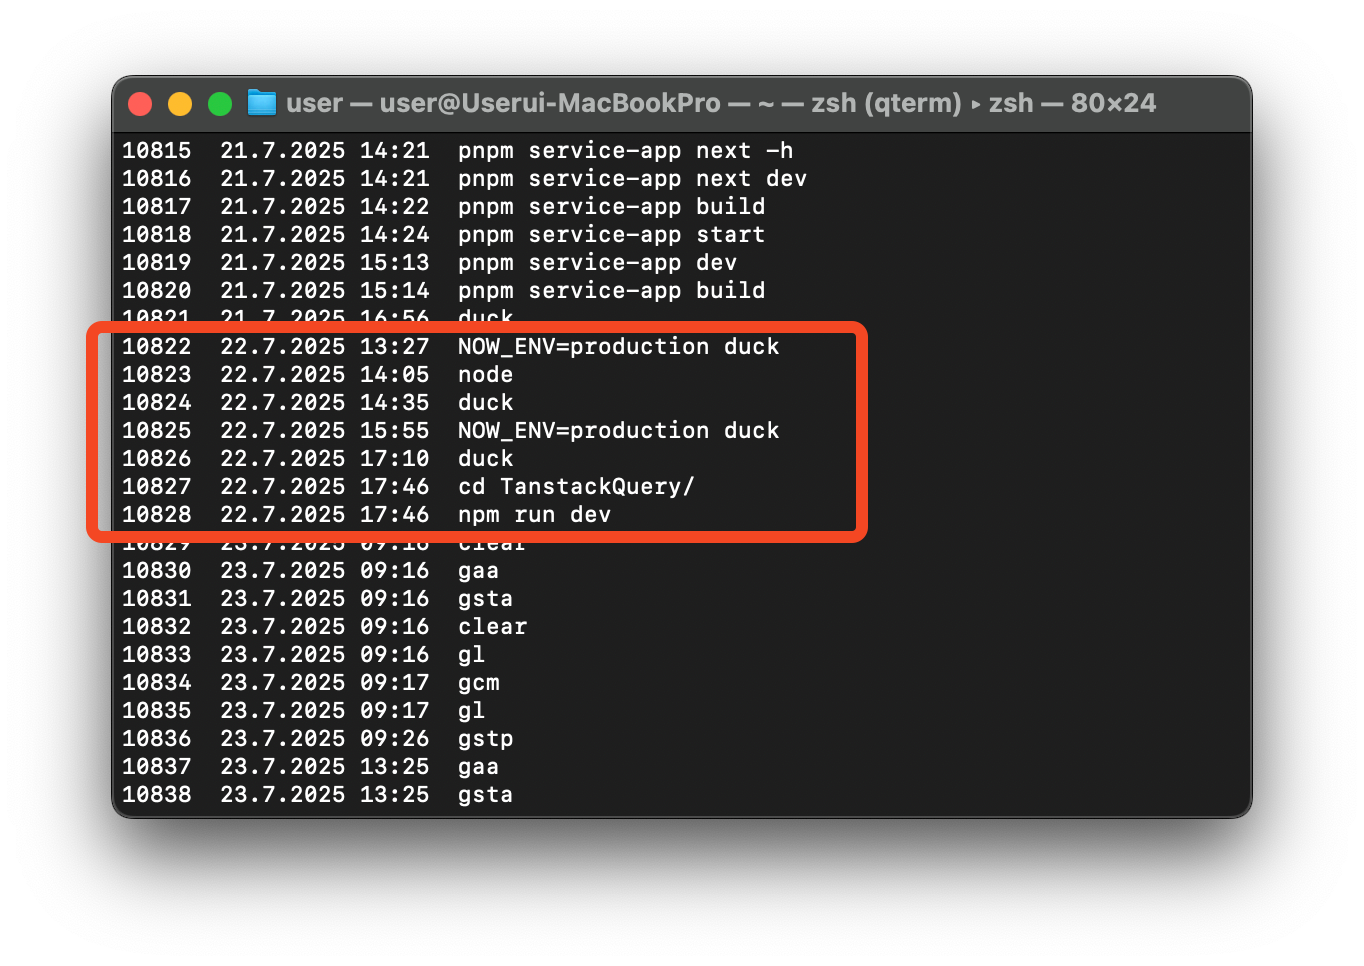 user — user@Userui-MacBookPro — ~ — zsh (qterm) ▸ zsh — 80×24
10815  21.7.2025 14:21  pnpm service-app next -h
10816  21.7.2025 14:21  pnpm service-app next dev
10817  21.7.2025 14:22  pnpm service-app build
10818  21.7.2025 14:24  pnpm service-app start
10819  21.7.2025 15:13  pnpm service-app dev
10820  21.7.2025 15:14  pnpm service-app build
10821  21.7.2025 16:56  duck
10822  22.7.2025 13:27  NOW_ENV=production duck
10823  22.7.2025 14:05  node
10824  22.7.2025 14:35  duck
10825  22.7.2025 15:55  NOW_ENV=production duck
10826  22.7.2025 17:10  duck
10827  22.7.2025 17:46  cd TanstackQuery/
10828  22.7.2025 17:46  npm run dev
10829  23.7.2025 09:16  clear
10830  23.7.2025 09:16  gaa
10831  23.7.2025 09:16  gsta
10832  23.7.2025 09:16  clear
10833  23.7.2025 09:16  gl
10834  23.7.2025 09:17  gcm
10835  23.7.2025 09:17  gl
10836  23.7.2025 09:26  gstp
10837  23.7.2025 13:25  gaa
10838  23.7.2025 13:25  gsta